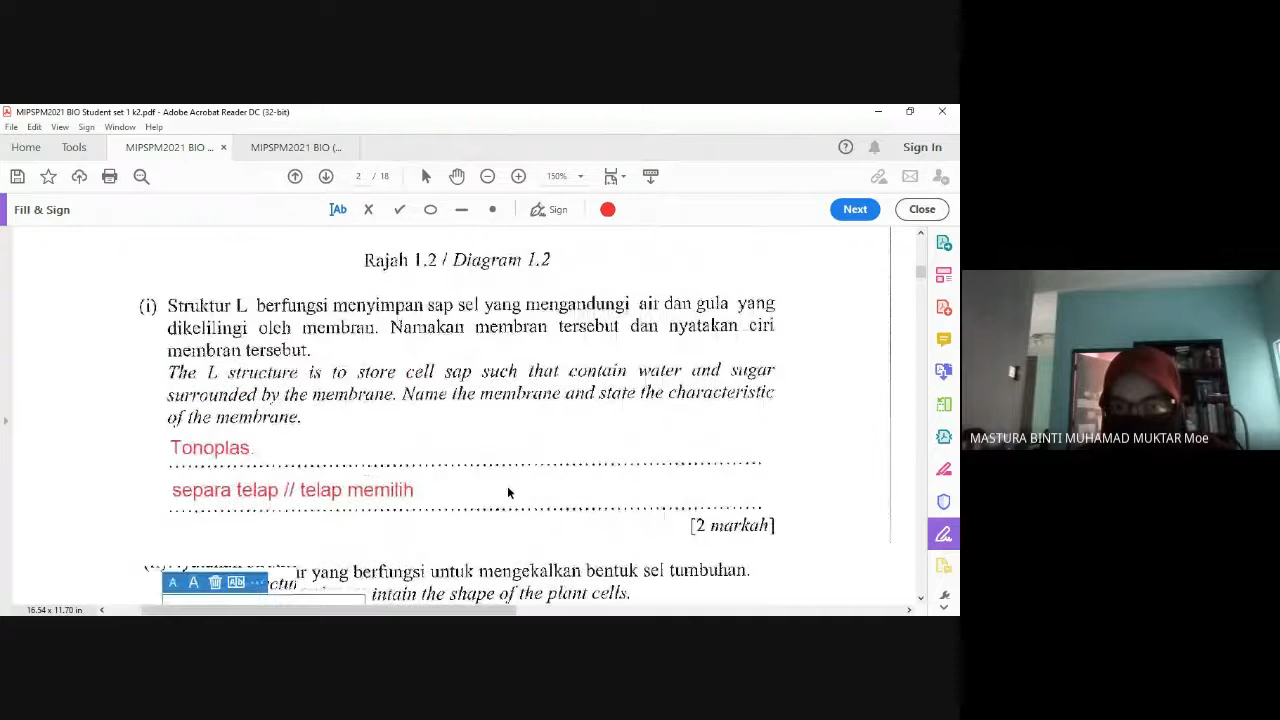 MIPSPM2021 BIO Student set 1 k2.pdf - Adobe Acrobat Reader DC (32-bit)
File Edit View Sign Window Help
Home Tools MIPSPM2021 BIO ... × MIPSPM2021 BIO (... Sign In
2 / 18 150%
Fill & Sign Ab Sign Next Close
Rajah 1.2 / Diagram 1.2
(i) Struktur L berfungsi menyimpan sap sel yang mengandungi air dan gula yang
dikelilingi oleh membran. Namakan membran tersebut dan nyatakan ciri
membran tersebut.
The L structure is to store cell sap such that contain water and sugar
surrounded by the membrane. Name the membrane and state the characteristic
of the membrane.
Tonoplas.
separa telap // telap memilih
[2 markah]
ur yang berfungsi untuk mengekalkan bentuk sel tumbuhan.
A A Ab ...
intain the shape of the plant cells.
16.54 x 11.70 in
MASTURA BINTI MUHAMAD MUKTAR Moe